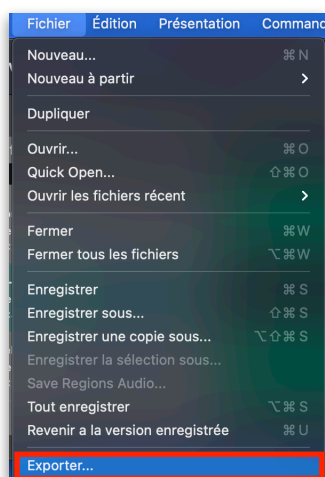 Fichier Édition Présentation Command
Nouveau... ⌘ N
Nouveau à partir >
Dupliquer
Ouvrir... ⌘ O
Quick Open... ⇧⌘ O
Ouvrir les fichiers récent >
Fermer ⌘ W
Fermer tous les fichiers ⌥⌘ W
Enregistrer ⌘ S
Enregistrer sous... ⇧⌘ S
Enregistrer une copie sous... ⌥⇧⌘ S
Enregistrer la sélection sous...
Save Regions Audio...
Tout enregistrer ⌥⌘ S
Revenir a la version enregistrée ⌘ U
Exporter...